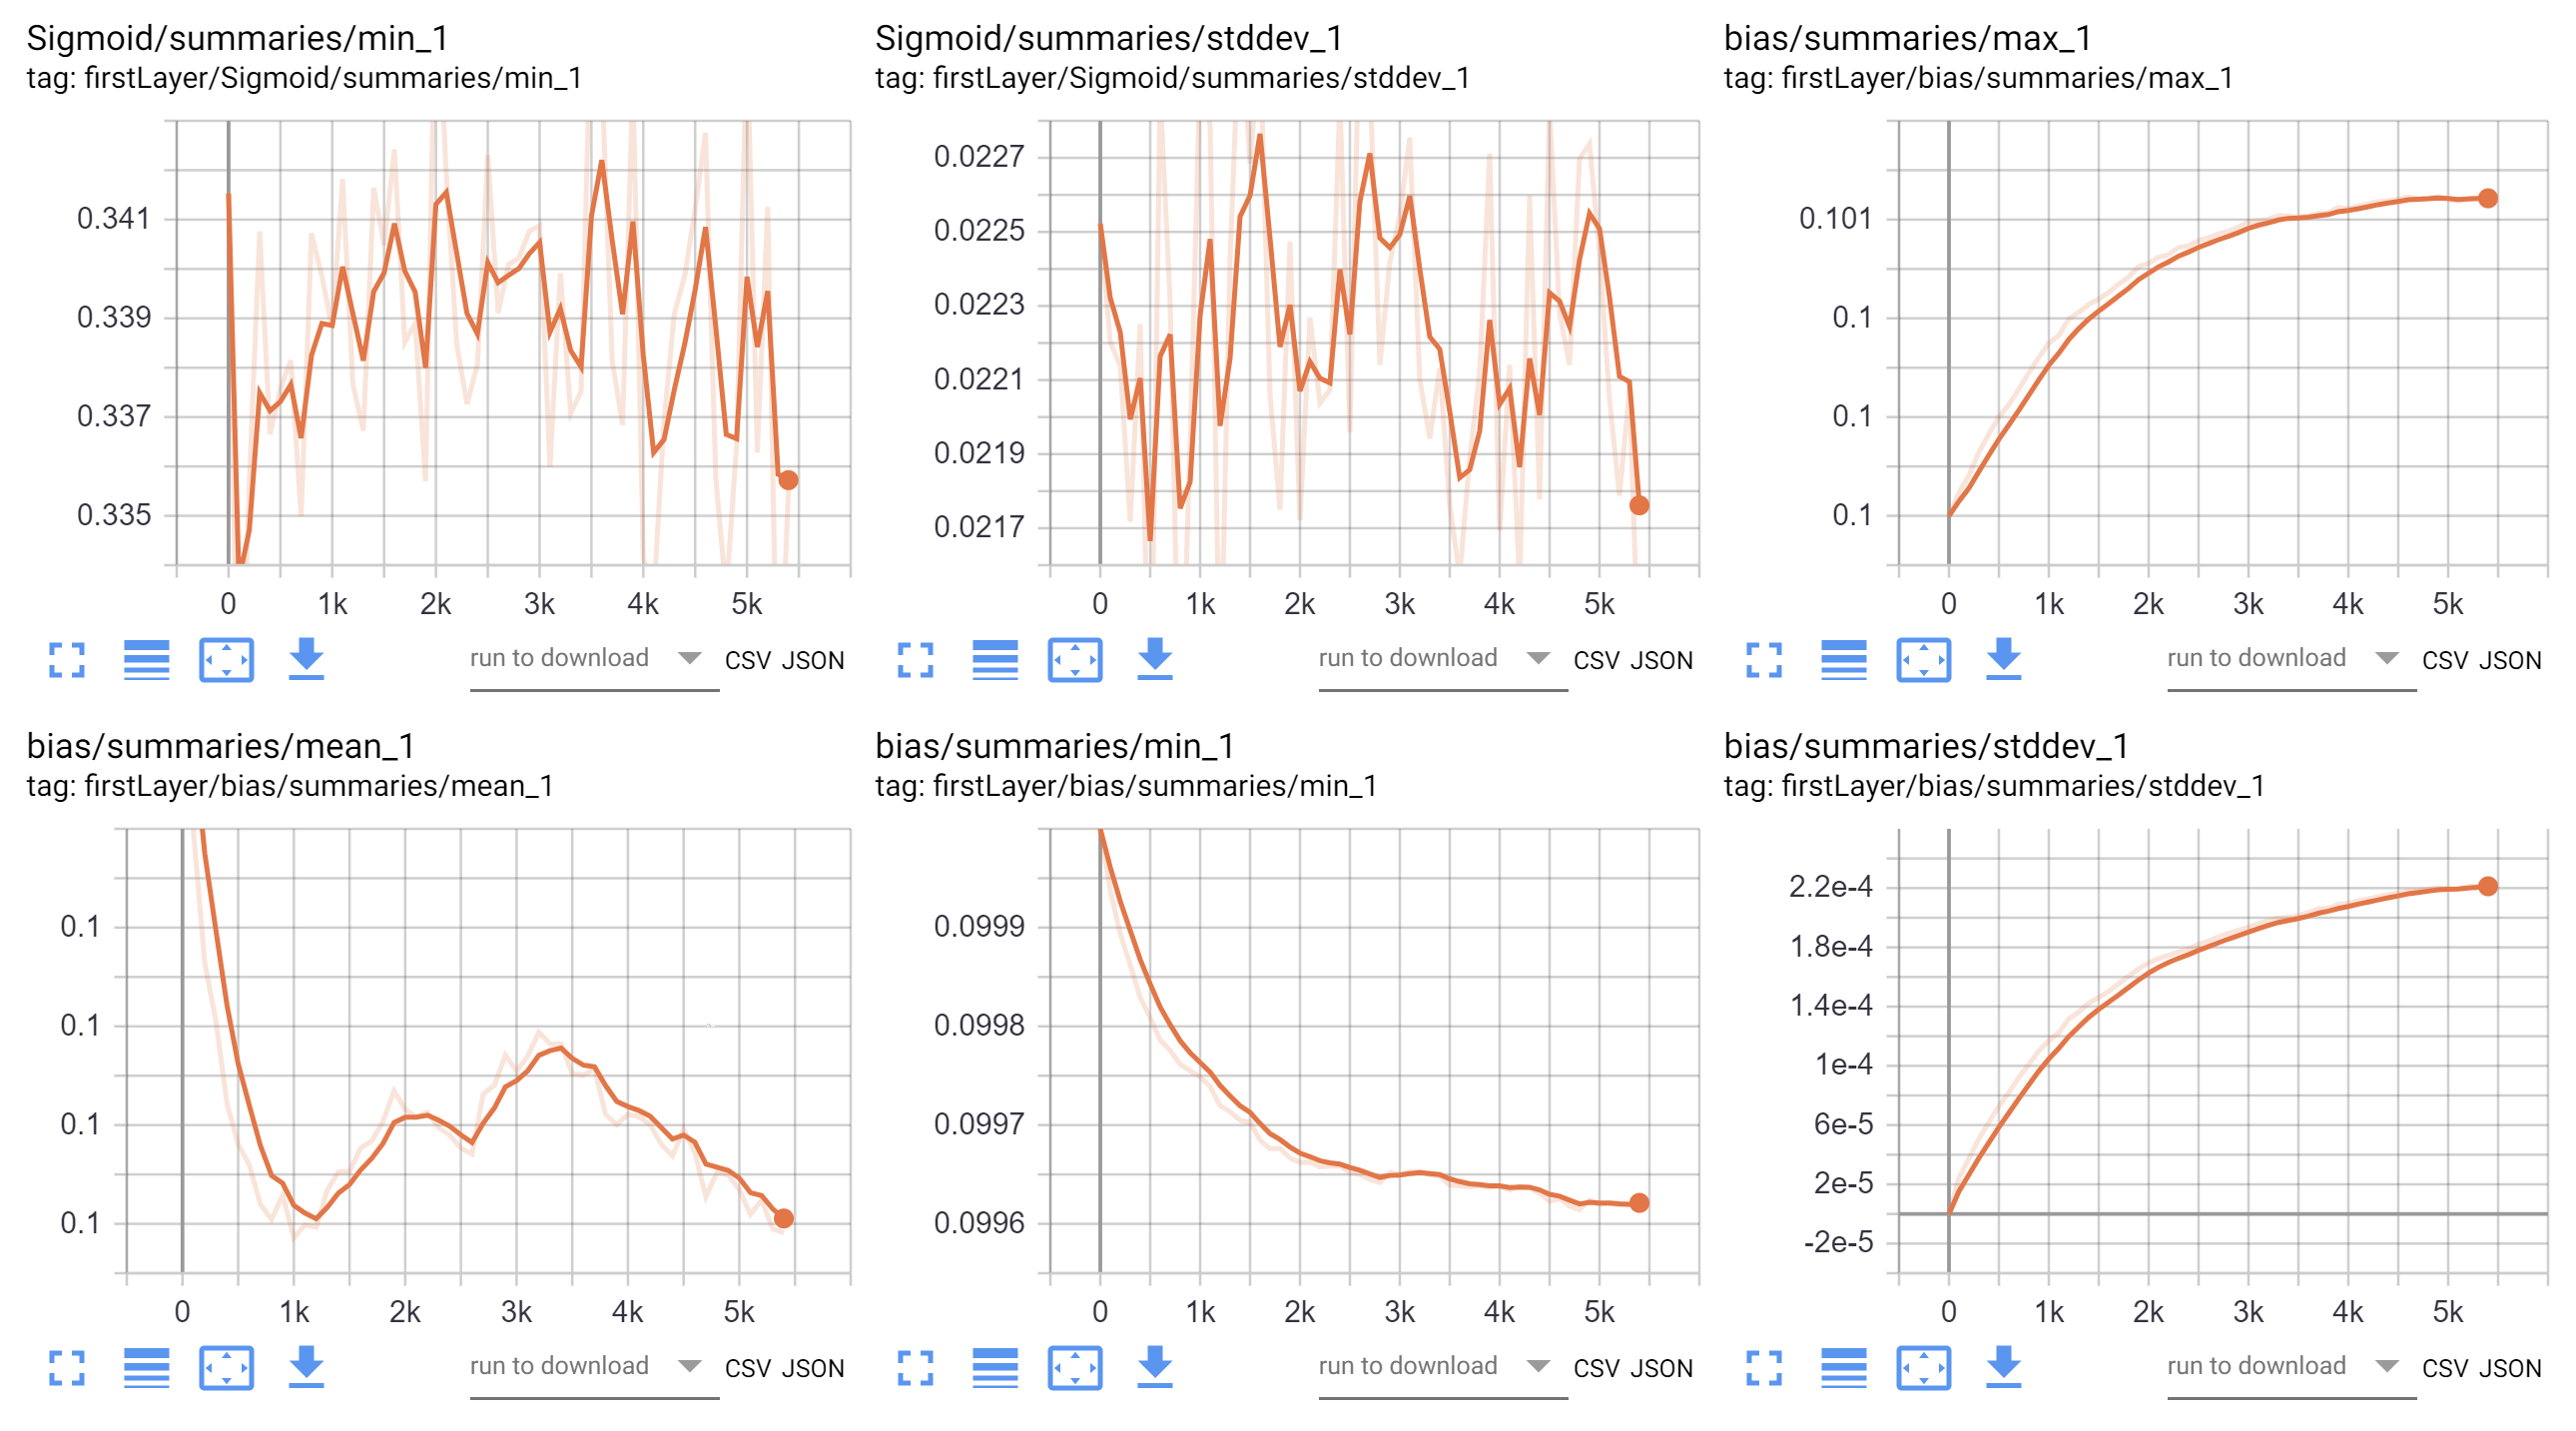 Sigmoid/summaries/min_1
tag: firstLayer/Sigmoid/summaries/min_1
0.341
0.339
0.337
0.335
0 1k 2k 3k 4k 5k
run to download CSV JSON
Sigmoid/summaries/stddev_1
tag: firstLayer/Sigmoid/summaries/stddev_1
0.0227
0.0225
0.0223
0.0221
0.0219
0.0217
0 1k 2k 3k 4k 5k
run to download CSV JSON
bias/summaries/max_1
tag: firstLayer/bias/summaries/max_1
0.101
0.1
0.1
0.1
0 1k 2k 3k 4k 5k
run to download CSV JSON
bias/summaries/mean_1
tag: firstLayer/bias/summaries/mean_1
0.1
0.1
0.1
0.1
0 1k 2k 3k 4k 5k
run to download CSV JSON
bias/summaries/min_1
tag: firstLayer/bias/summaries/min_1
0.0999
0.0998
0.0997
0.0996
0 1k 2k 3k 4k 5k
run to download CSV JSON
bias/summaries/stddev_1
tag: firstLayer/bias/summaries/stddev_1
2.2e-4
1.8e-4
1.4e-4
1e-4
6e-5
2e-5
-2e-5
0 1k 2k 3k 4k 5k
run to download CSV JSON